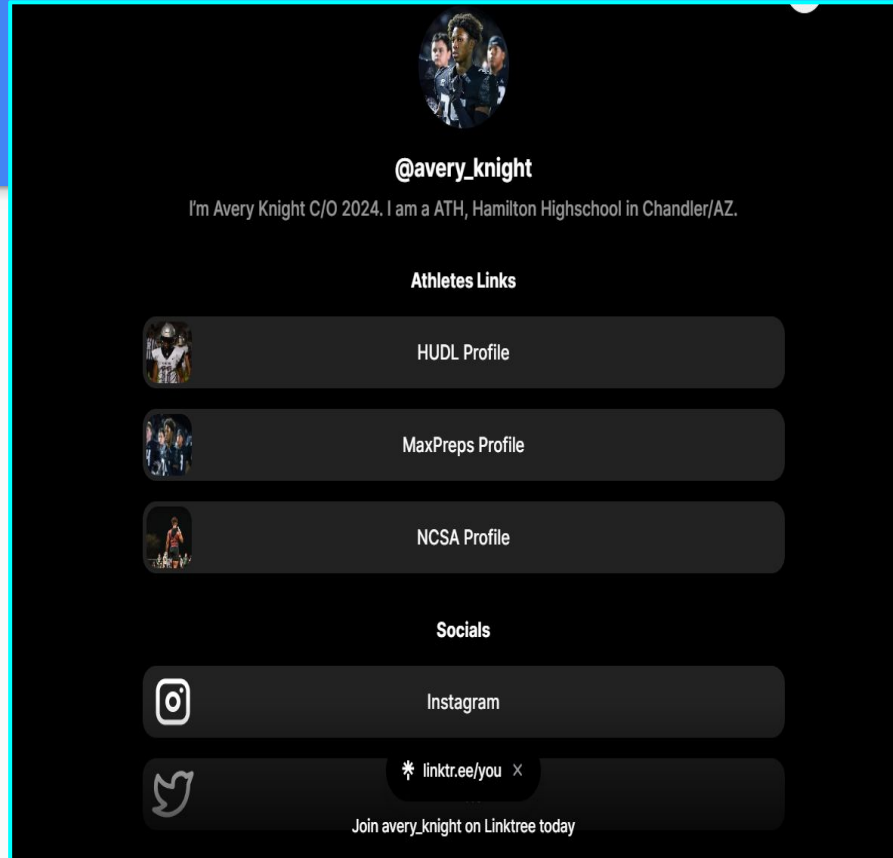 @avery_knight
I'm Avery Knight C/O 2024. I am a ATH, Hamilton Highschool in Chandler/AZ.
Athletes Links
HUDL Profile
MaxPreps Profile
NCSA Profile
Socials
Instagram
linktr.ee/you X
Join avery_knight on Linktree today